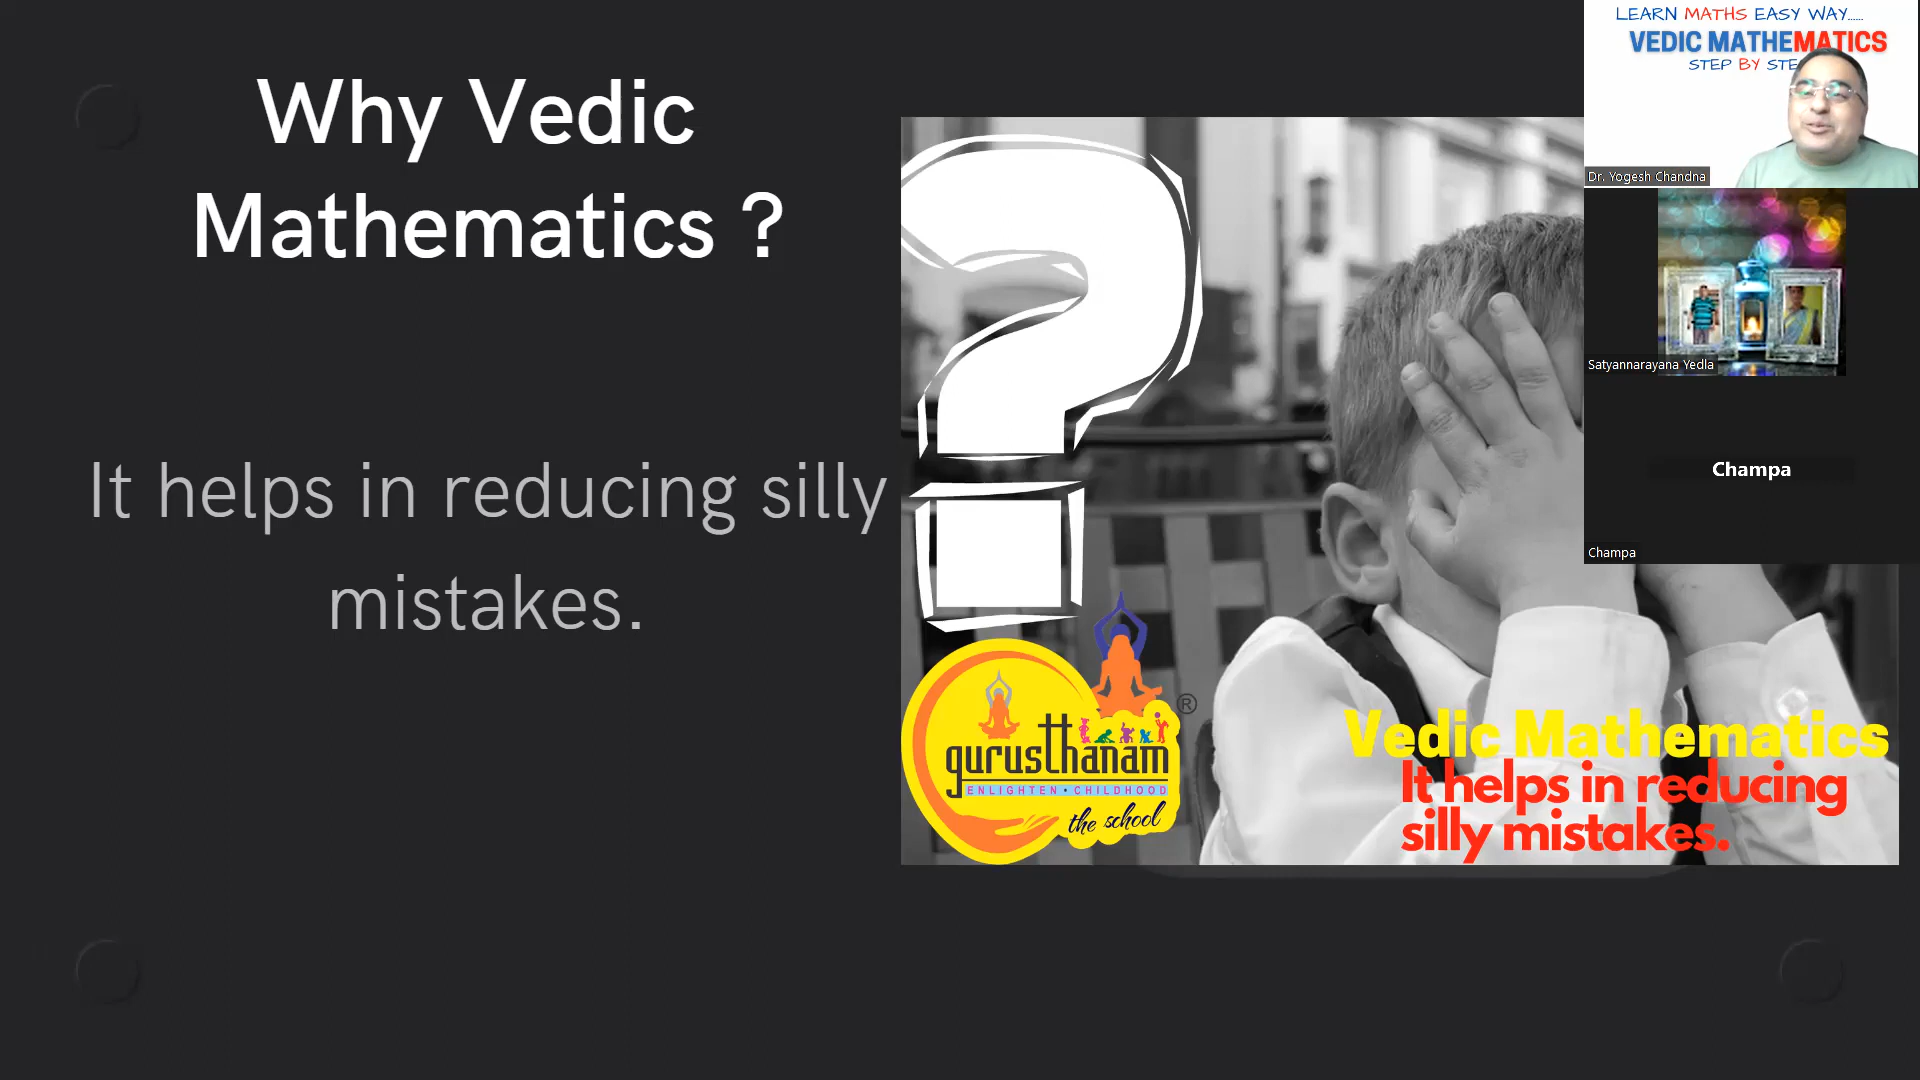 Why Vedic
Mathematics ?
It helps in reducing silly
mistakes.
gurusthanam
ENLIGHTEN • CHILDHOOD
the school
®
Vedic Mathematics
It helps in reducing
silly mistakes.
LEARN MATHS EASY WAY......
VEDIC MATHEMATICS
STEP BY STE
Dr. Yogesh Chandna
Satyannarayana Yedla
Champa
Champa